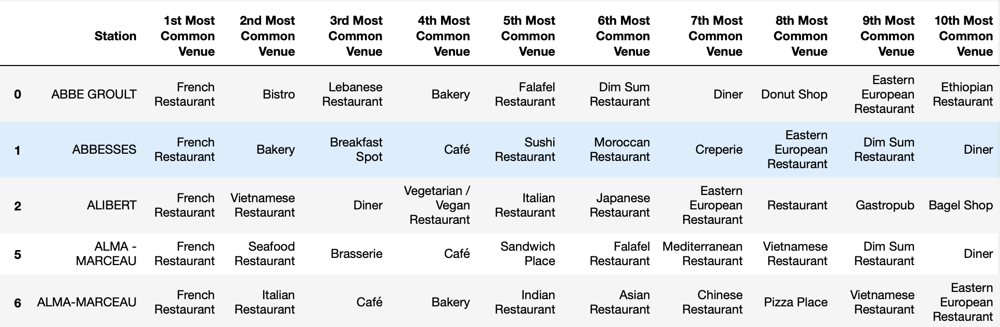 Station 1st Most Common Venue 2nd Most Common Venue 3rd Most Common Venue 4th Most Common Venue 5th Most Common Venue 6th Most Common Venue 7th Most Common Venue 8th Most Common Venue 9th Most Common Venue 10th Most Common Venue
0 ABBE GROULT French Restaurant Bistro Lebanese Restaurant Bakery Falafel Restaurant Dim Sum Restaurant Diner Donut Shop Eastern European Restaurant Ethiopian Restaurant
1 ABBESSES French Restaurant Bakery Breakfast Spot Café Sushi Restaurant Moroccan Restaurant Creperie Eastern European Restaurant Dim Sum Restaurant Diner
2 ALIBERT French Restaurant Vietnamese Restaurant Diner Vegetarian / Vegan Restaurant Italian Restaurant Japanese Restaurant Eastern European Restaurant Restaurant Gastropub Bagel Shop
5 ALMA - MARCEAU French Restaurant Seafood Restaurant Brasserie Café Sandwich Place Falafel Restaurant Mediterranean Restaurant Vietnamese Restaurant Dim Sum Restaurant Diner
6 ALMA-MARCEAU French Restaurant Italian Restaurant Café Bakery Indian Restaurant Asian Restaurant Chinese Restaurant Pizza Place Vietnamese Restaurant Eastern European Restaurant